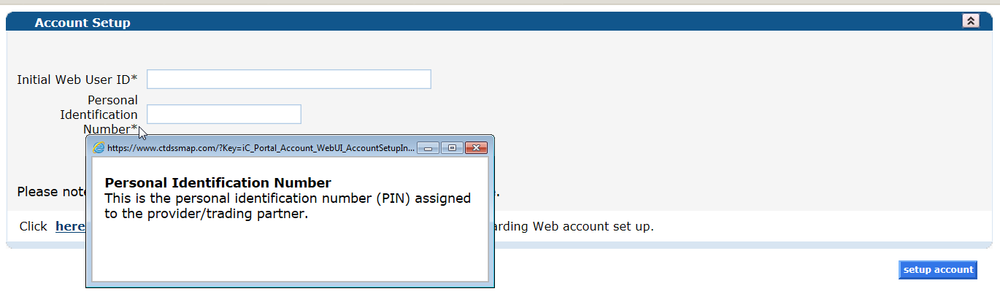 Account Setup
Initial Web User ID*
Personal
Identification
Number*
https://www.ctdssmap.com/?Key=iC_Portal_Account_WebUI_AccountSetupIn...
Personal Identification Number
This is the personal identification number (PIN) assigned
to the provider/trading partner.
Please note
Click here
arding Web account set up.
setup account